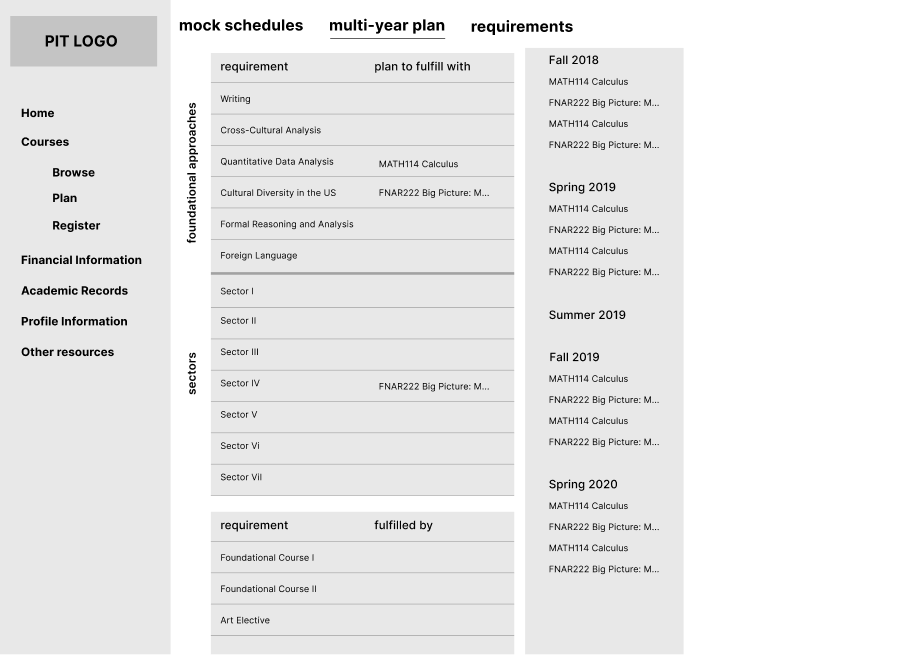 PIT LOGO
Home
Courses
Browse
Plan
Register
Financial Information
Academic Records
Profile Information
Other resources
mock schedules multi-year plan requirements
foundational approaches
requirement plan to fulfill with
Writing
Cross-Cultural Analysis
Quantitative Data Analysis MATH114 Calculus
Cultural Diversity in the US FNAR222 Big Picture: M...
Formal Reasoning and Analysis
Foreign Language
sectors
Sector I
Sector II
Sector III
Sector IV FNAR222 Big Picture: M...
Sector V
Sector Vi
Sector VII
requirement fulfilled by
Foundational Course I
Foundational Course II
Art Elective
Fall 2018
MATH114 Calculus
FNAR222 Big Picture: M...
MATH114 Calculus
FNAR222 Big Picture: M...
Spring 2019
MATH114 Calculus
FNAR222 Big Picture: M...
MATH114 Calculus
FNAR222 Big Picture: M...
Summer 2019
Fall 2019
MATH114 Calculus
FNAR222 Big Picture: M...
MATH114 Calculus
FNAR222 Big Picture: M...
Spring 2020
MATH114 Calculus
FNAR222 Big Picture: M...
MATH114 Calculus
FNAR222 Big Picture: M...